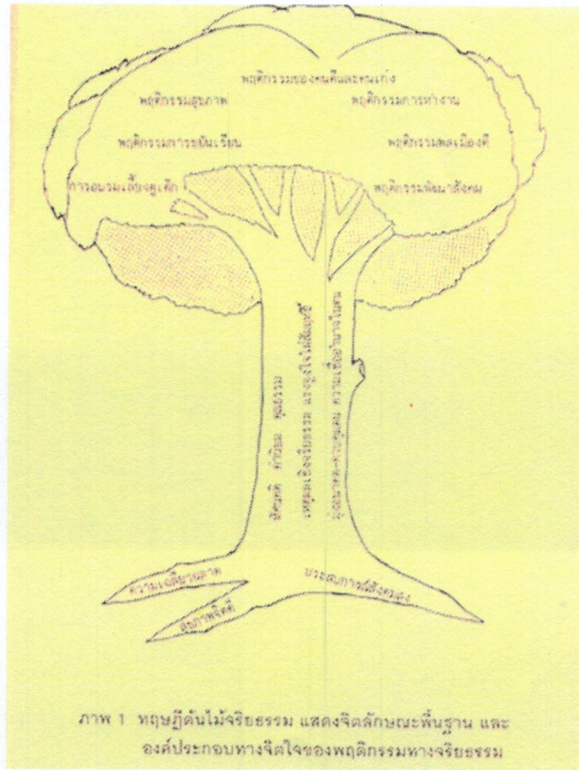 พฤติกรรมของคนดีและคนเก่ง
พฤติกรรมสุขภาพ
พฤติกรรมการทำงาน
พฤติกรรมการขยันเรียน
พฤติกรรมพลเมืองดี
การอบรมเลี้ยงดูเด็ก
พฤติกรรมพัฒนาสังคม
ทัศนคติ ค่านิยม คุณธรรม
เหตุผลเชิงจริยธรรม แรงจูงใจใฝ่สัมฤทธิ์
มุ่งอนาคต-ควบคุมตน ความเชื่ออำนาจในตน
ความเฉลียวฉลาด
ประสบการณ์สังคมสูง
สุขภาพจิตดี
ภาพ 1 ทฤษฎีต้นไม้จริยธรรม แสดงจิตลักษณะพื้นฐาน และ
องค์ประกอบทางจิตใจของพฤติกรรมทางจริยธรรม